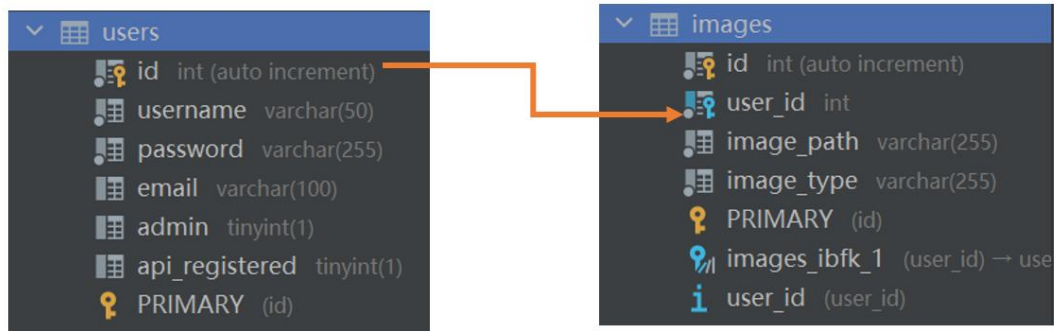 users
id int (auto increment)
username varchar(50)
password varchar(255)
email varchar(100)
admin tinyint(1)
api_registered tinyint(1)
PRIMARY (id)
images
id int (auto increment)
user_id int
image_path varchar(255)
image_type varchar(255)
PRIMARY (id)
images_ibfk_1 (user_id) → use
user_id (user_id)